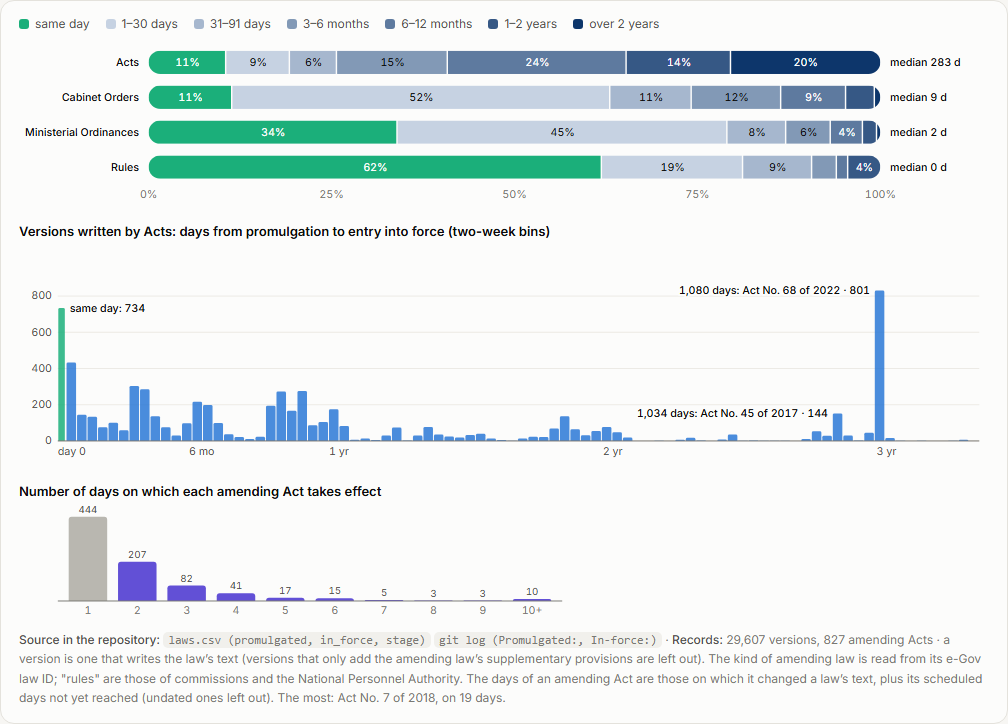 same day 1–30 days 31–91 days 3–6 months 6–12 months 1–2 years over 2 years
Acts 11% 9% 6% 15% 24% 14% 20% median 283 d
Cabinet Orders 11% 52% 11% 12% 9% median 9 d
Ministerial Ordinances 34% 45% 8% 6% 4% median 2 d
Rules 62% 19% 9% 4% median 0 d
0% 25% 50% 75% 100%
Versions written by Acts: days from promulgation to entry into force (two-week bins)
1,080 days: Act No. 68 of 2022 · 801
800
same day: 734
600
400
1,034 days: Act No. 45 of 2017 · 144
200
0
day 0 6 mo 1 yr 2 yr 3 yr
Number of days on which each amending Act takes effect
444 207 82 41 17 15 5 3 3 10
1 2 3 4 5 6 7 8 9 10+
Source in the repository: laws.csv (promulgated, in_force, stage) git log (Promulgated:, In-force:) · Records: 29,607 versions, 827 amending Acts · a
version is one that writes the law's text (versions that only add the amending law's supplementary provisions are left out). The kind of amending law is read from its e-Gov
law ID; "rules" are those of commissions and the National Personnel Authority. The days of an amending Act are those on which it changed a law's text, plus its scheduled
days not yet reached (undated ones left out). The most: Act No. 7 of 2018, on 19 days.